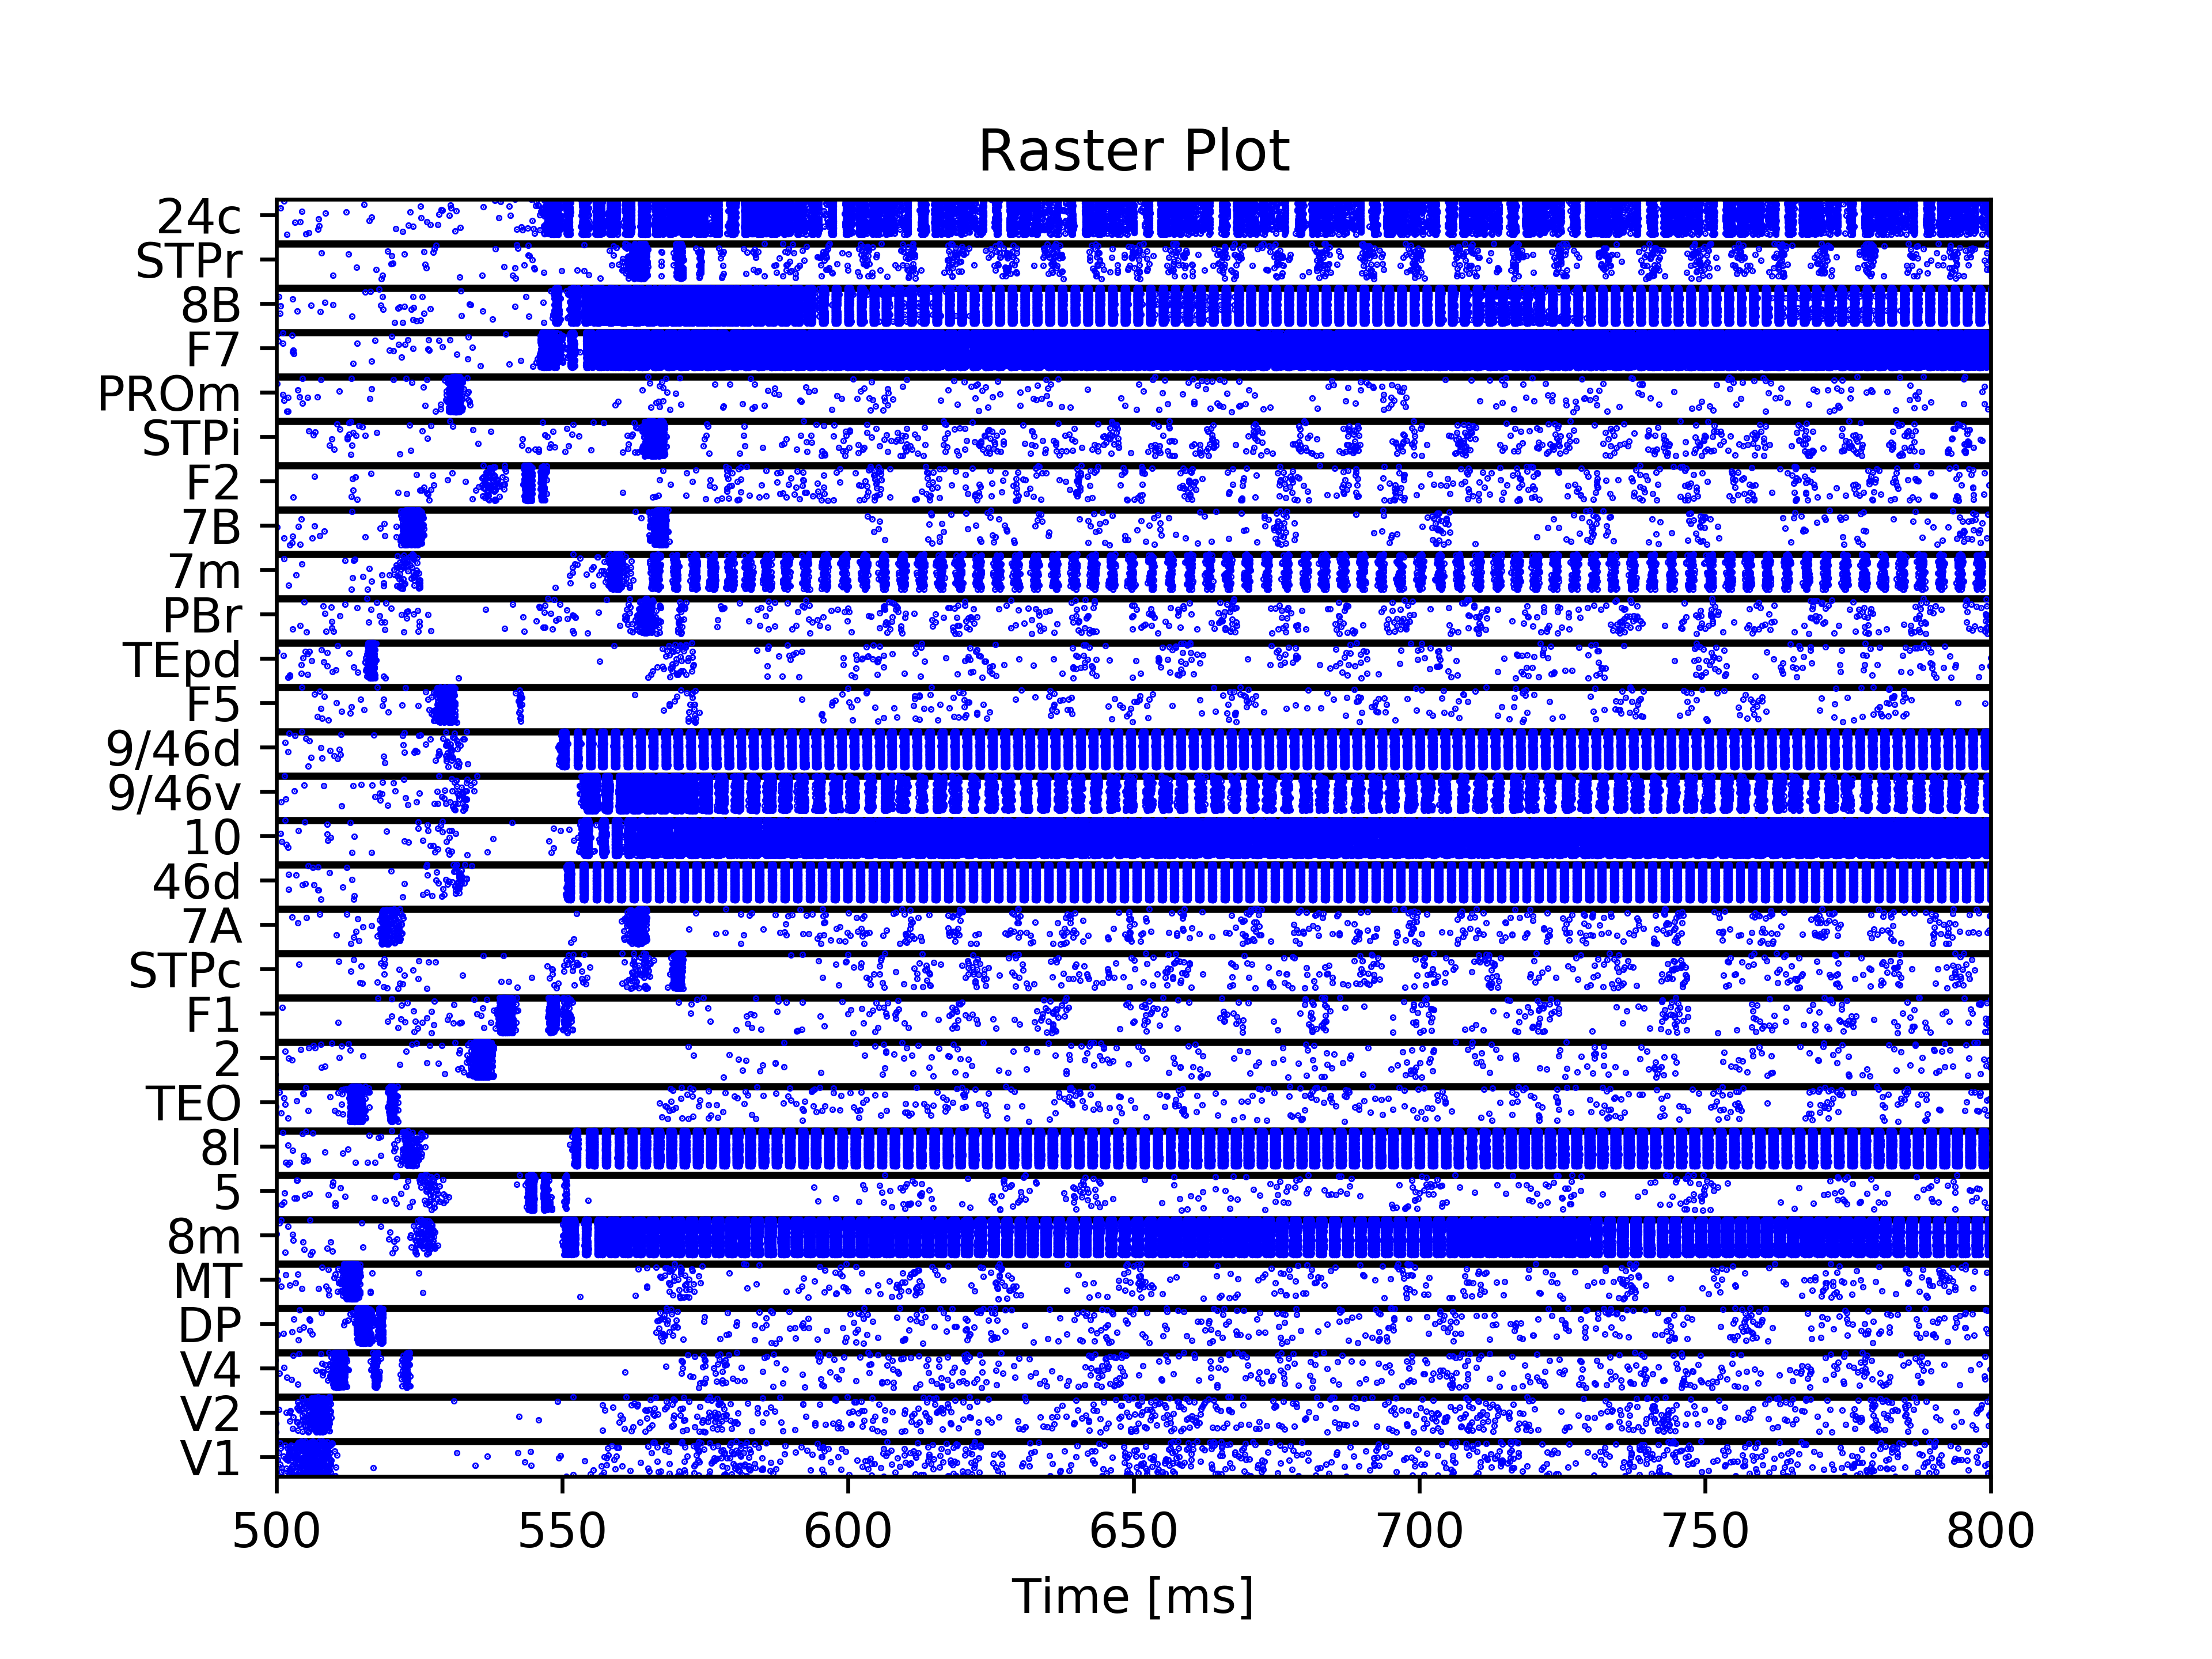 Raster Plot
24c
STPr
8B
F7
PROm
STPi
F2
7B
7m
PBr
TEpd
F5
9/46d
9/46v
10
46d
7A
STPc
F1
2
TEO
8l
5
8m
MT
DP
V4
V2
V1
500 550 600 650 700 750 800
Time [ms]